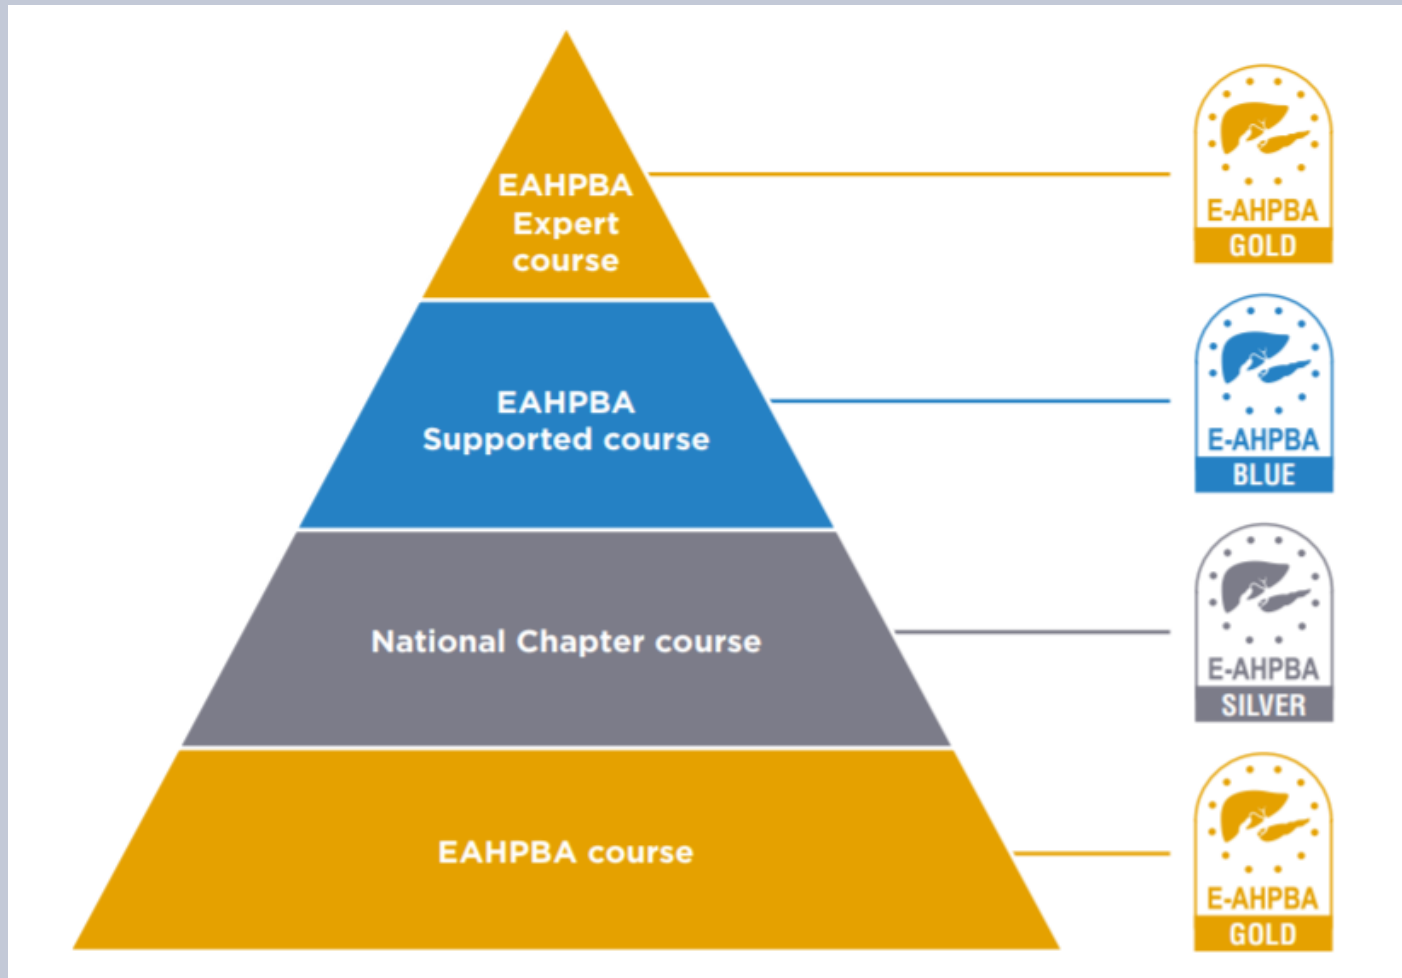 EAHPBA
Expert
course
E-AHPBA
GOLD
EAHPBA
Supported course
E-AHPBA
BLUE
National Chapter course
E-AHPBA
SILVER
EAHPBA course
E-AHPBA
GOLD